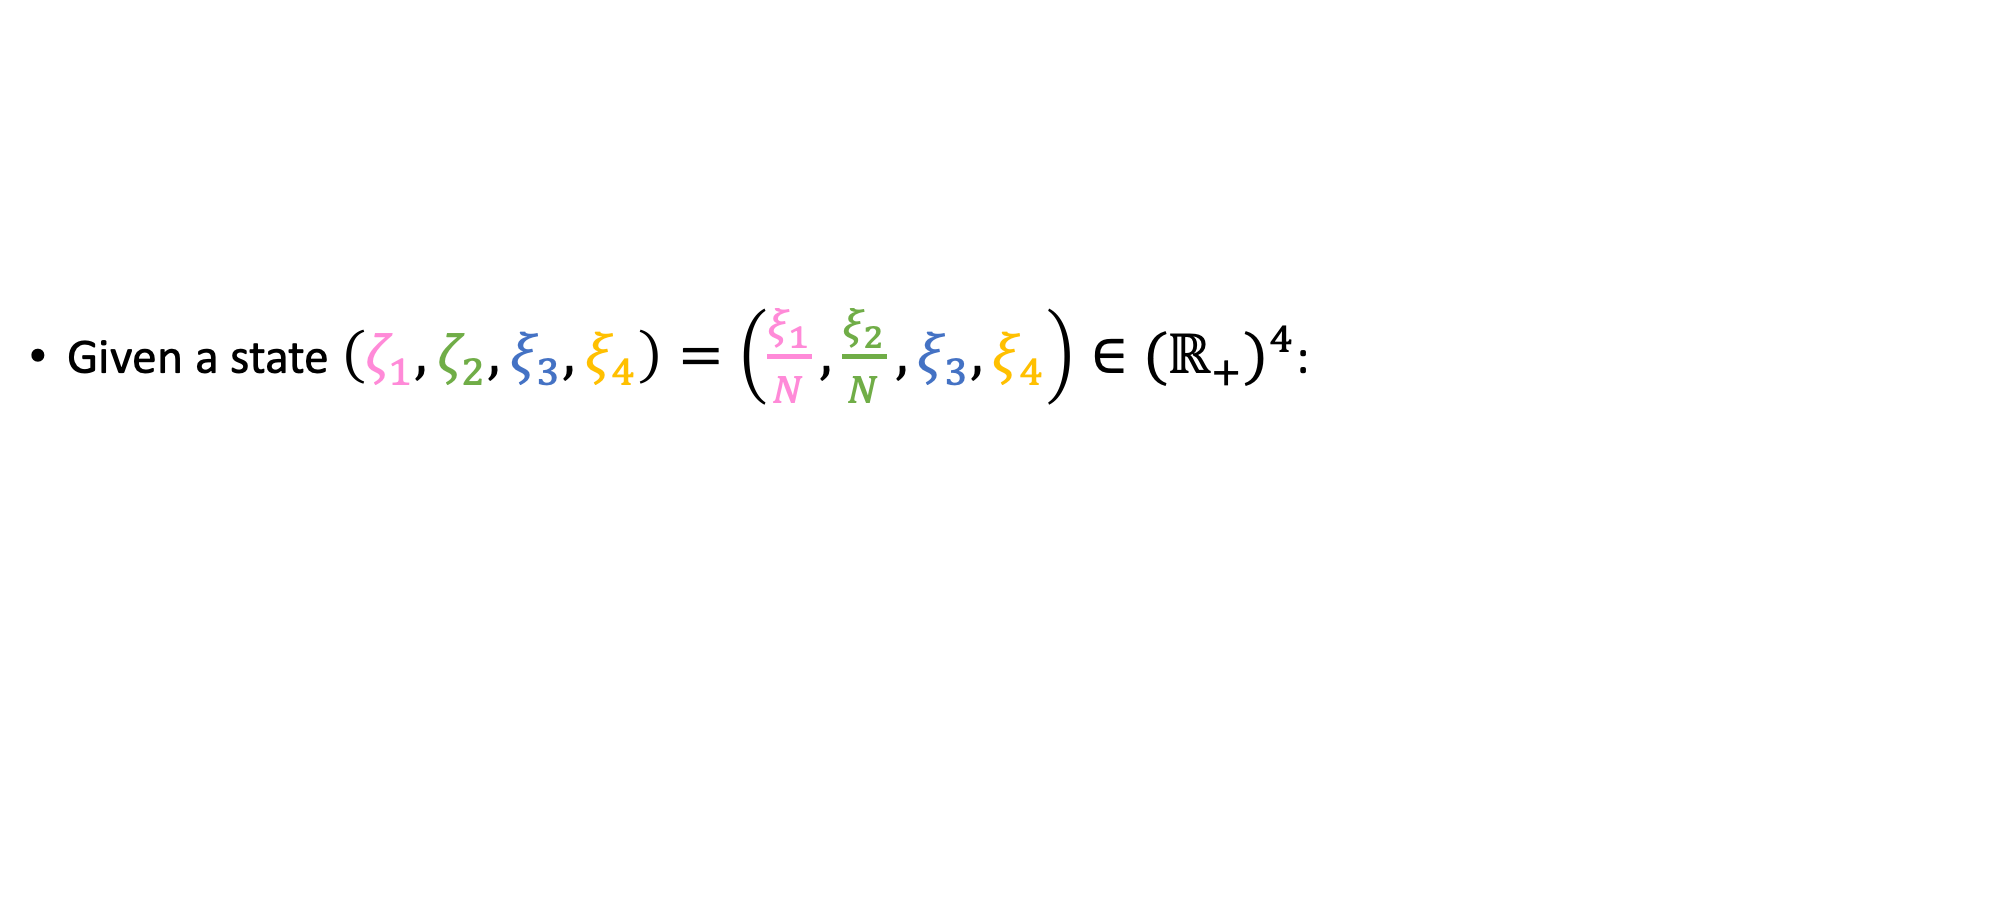 • Given a state (ζ₁, ζ₂, ξ₃, ξ₄) = (ξ₁/N, ξ₂/N, ξ₃, ξ₄) ∈ (ℝ₊)⁴: